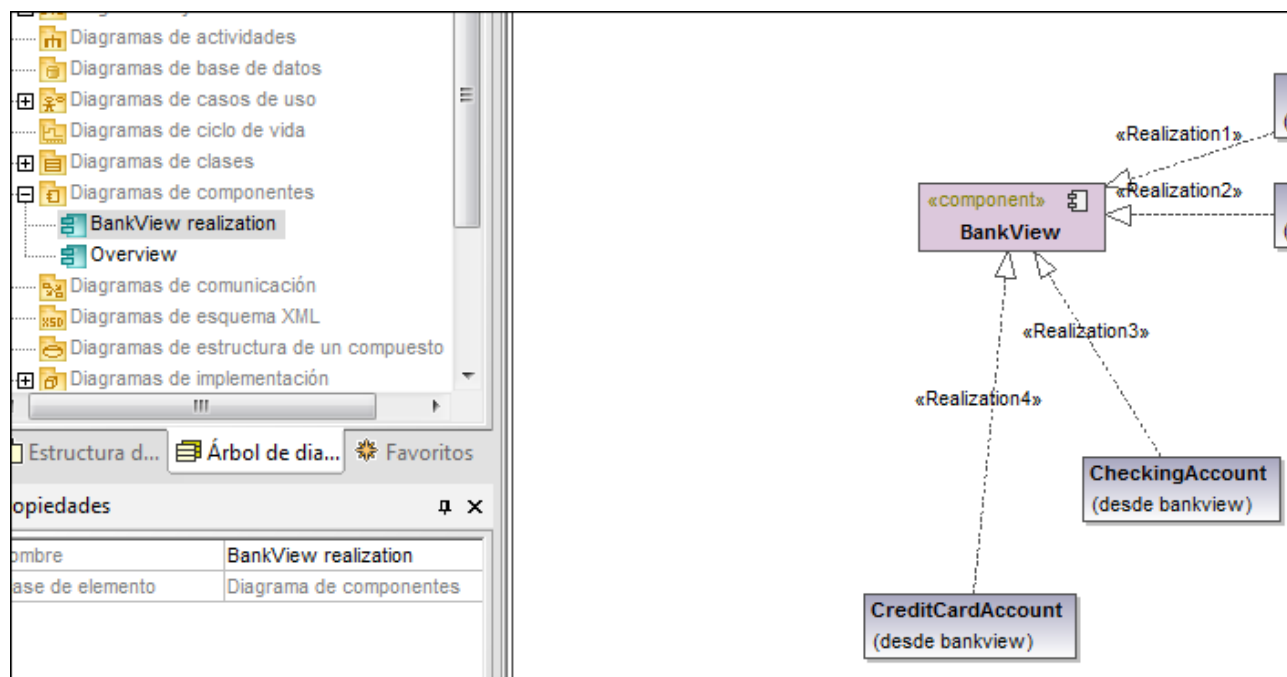 Diagramas de actividades
Diagramas de base de datos
Diagramas de casos de uso
Diagramas de ciclo de vida
Diagramas de clases
Diagramas de componentes
BankView realization
Overview
Diagramas de comunicación
XSD Diagramas de esquema XML
Diagramas de estructura de un compuesto
Diagramas de implementación
Estructura d... Árbol de dia... Favoritos
opiedades
ombre BankView realization
ase de elemento Diagrama de componentes
«Realization1»
«Realization2»
«component»
BankView
«Realization3»
«Realization4»
CheckingAccount
(desde bankview)
CreditCardAccount
(desde bankview)